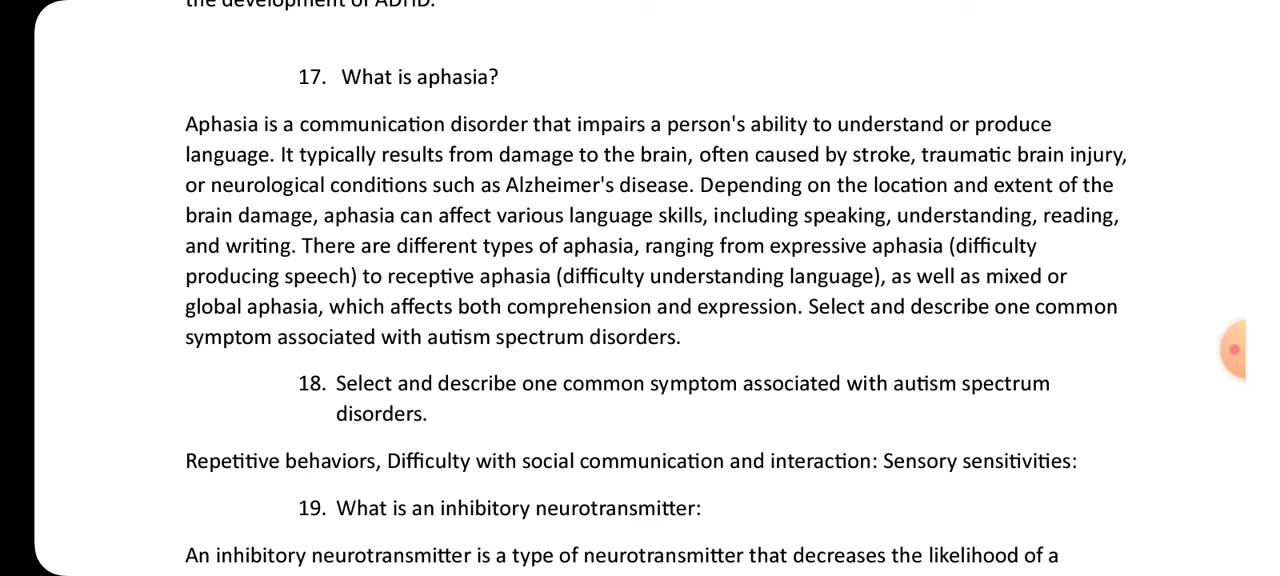 the development of ADHD.
17. What is aphasia?
Aphasia is a communication disorder that impairs a person's ability to understand or produce
language. It typically results from damage to the brain, often caused by stroke, traumatic brain injury,
or neurological conditions such as Alzheimer's disease. Depending on the location and extent of the
brain damage, aphasia can affect various language skills, including speaking, understanding, reading,
and writing. There are different types of aphasia, ranging from expressive aphasia (difficulty
producing speech) to receptive aphasia (difficulty understanding language), as well as mixed or
global aphasia, which affects both comprehension and expression. Select and describe one common
symptom associated with autism spectrum disorders.
18. Select and describe one common symptom associated with autism spectrum
disorders.
Repetitive behaviors, Difficulty with social communication and interaction: Sensory sensitivities:
19. What is an inhibitory neurotransmitter:
An inhibitory neurotransmitter is a type of neurotransmitter that decreases the likelihood of a